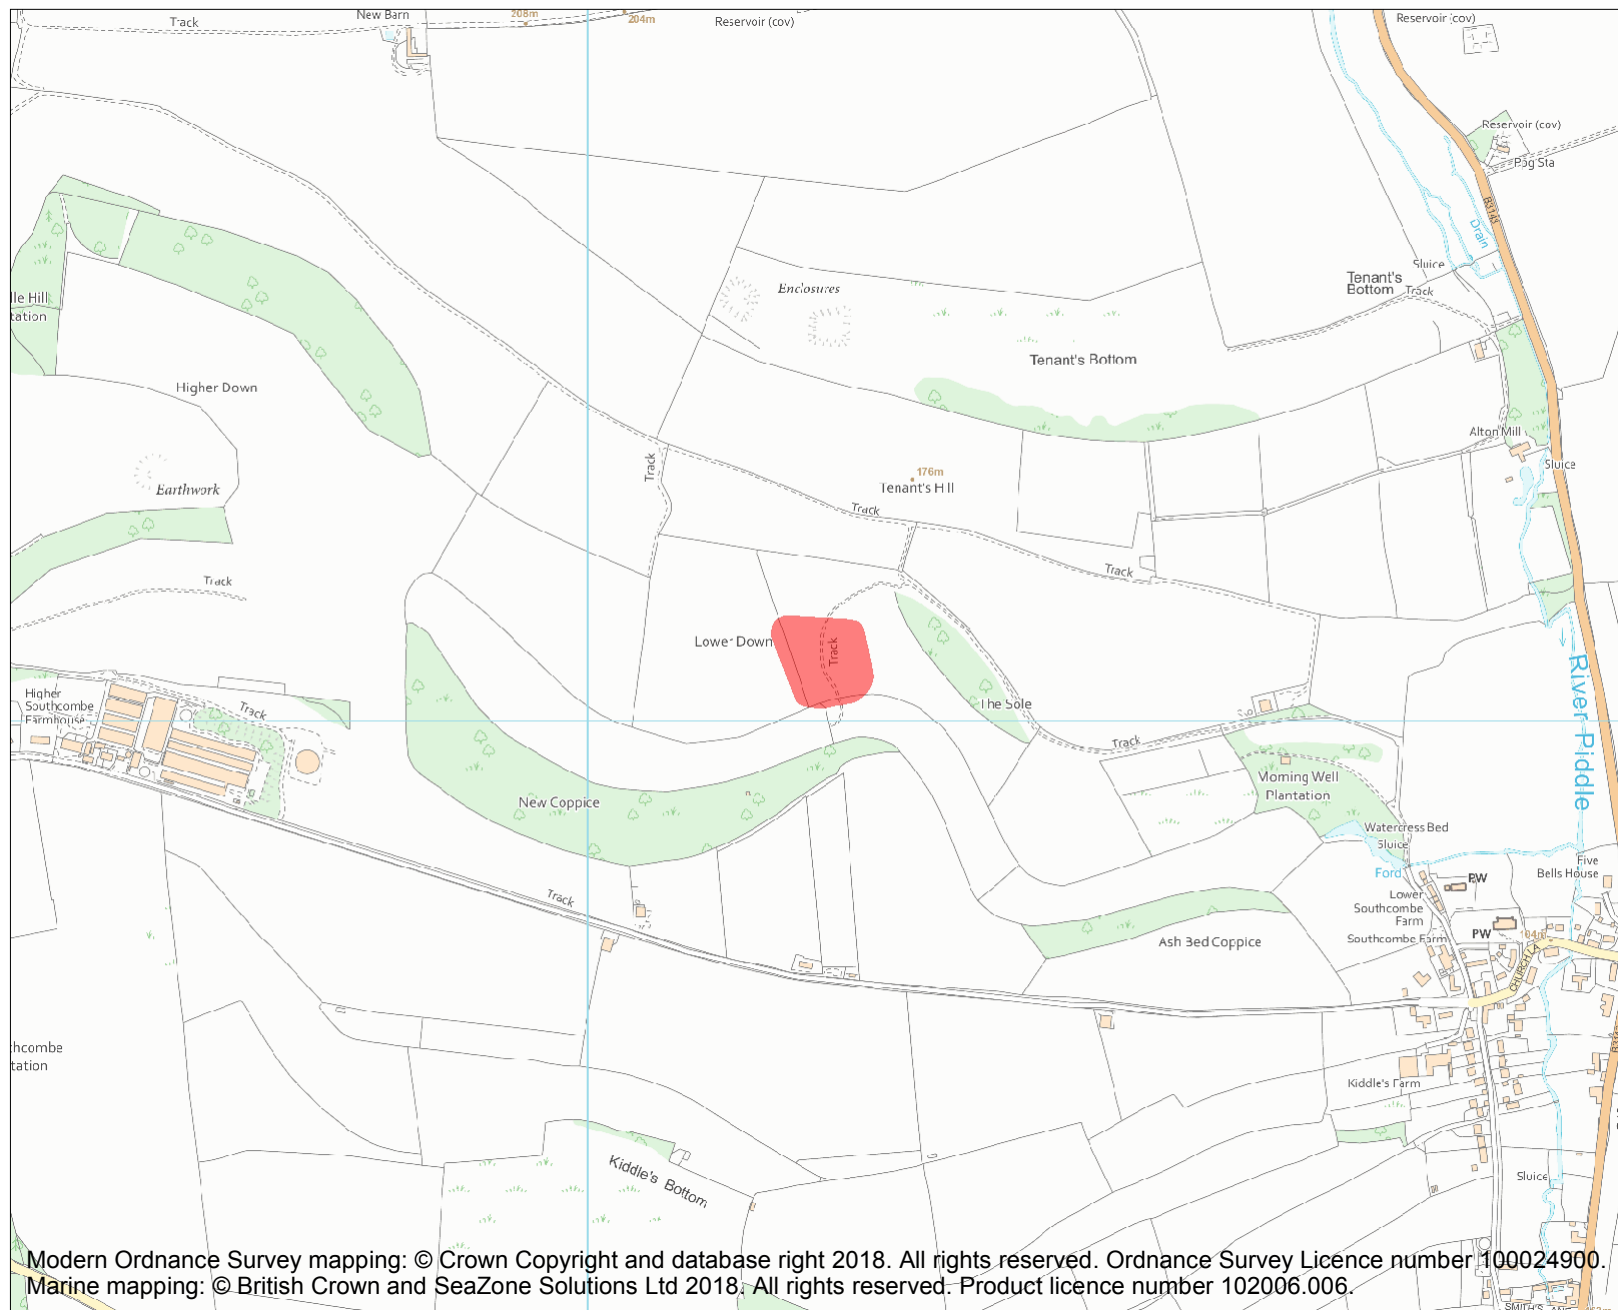 Track
New Barn
208m
204m
Reservoir (cov)
Reservoir (cov)
Reservoir (cov)
Ppg Sta
B3143
Drain
Sluice
Tenant's
Bottom
Track
Enclosures
Tenant's Bottom
lle Hill
tation
Higher Down
Alton Mill
Sluice
Track
176m
Tenant's Hill
Earthwork
Track
Track
Track
Lower Down
Track
River Piddle
The Sole
Higher
Southcombe
Farmhouse
Track
Track
New Coppice
Morning Well
Plantation
Watercress Bed
Sluice
Ford
Five
Bells House
PW
Lower
Southcombe
Farm
Track
PW
Southcombe Farm
104m
CHURCH LA
Ash Bed Coppice
thcombe
tation
Kiddle's Farm
Kiddle's Bottom
Sluice
Modern Ordnance Survey mapping: © Crown Copyright and database right 2018. All rights reserved. Ordnance Survey Licence number 100024900.
Marine mapping: © British Crown and SeaZone Solutions Ltd 2018. All rights reserved. Product licence number 102006.006.